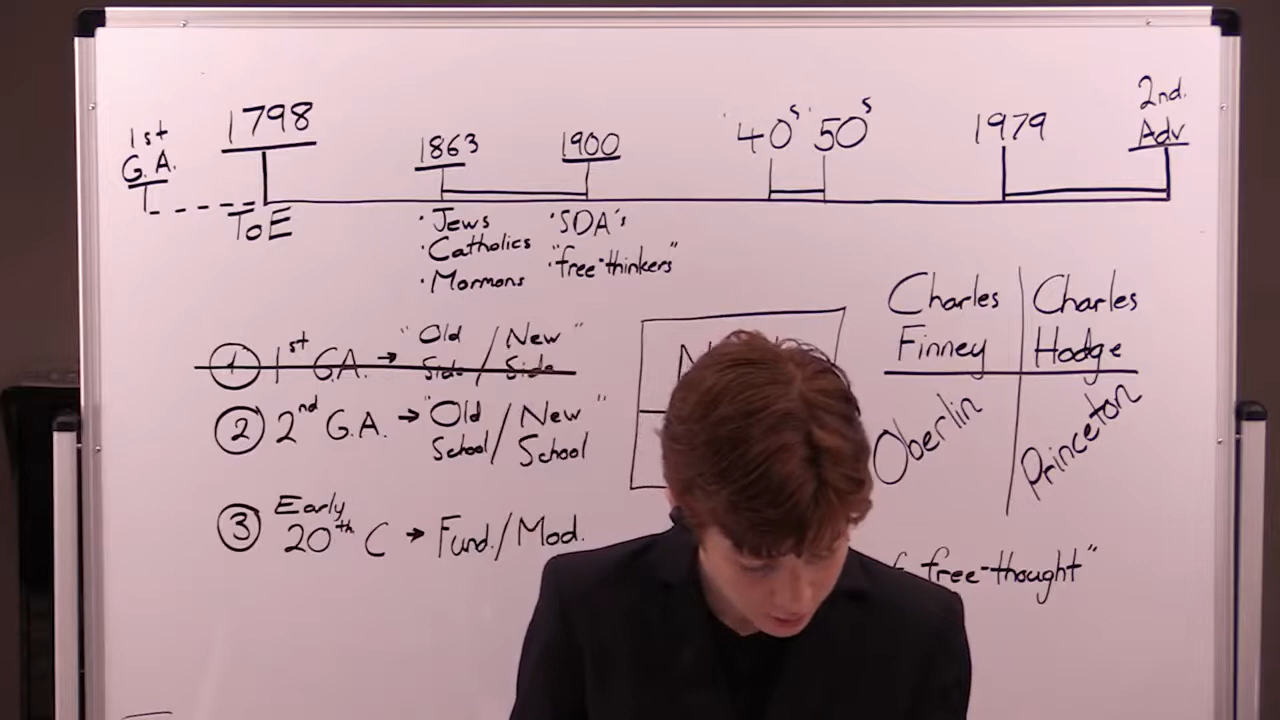 1st
G.A.
1798
ToE
1863
1900
'40s '50s
1979
2nd.
Adv
· Jews
· Catholics
· Mormons
· SDA's
· "free-thinkers"
① 1st G.A. → "Old Side / New Side"
② 2nd G.A. → "Old School / New School"
③ Early 20th C → Fund. / Mod.
Charles Finney
Charles Hodge
Oberlin
Princeton
free-thought"